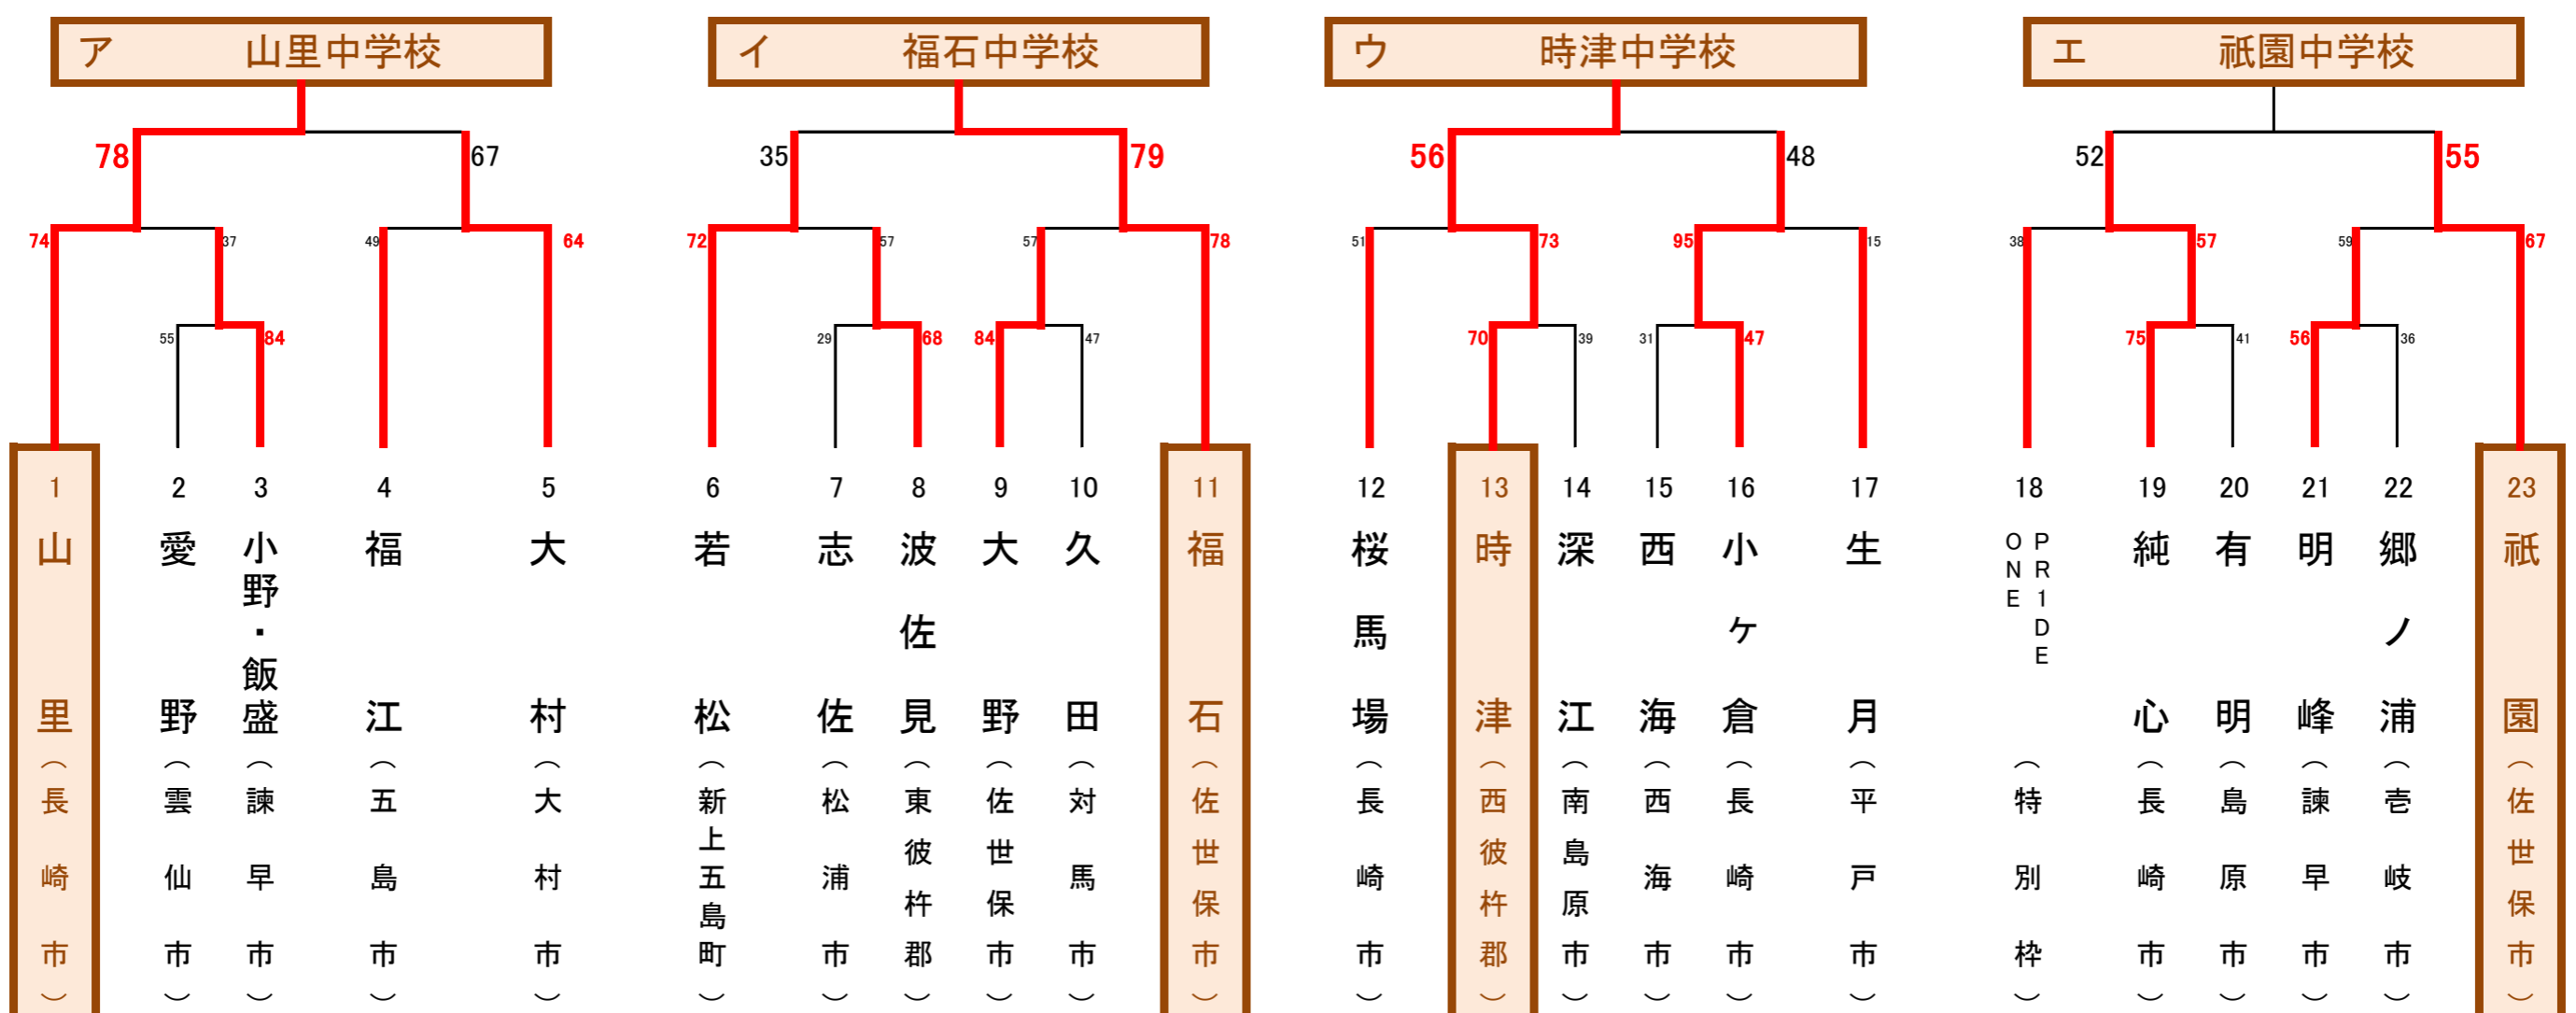 ア 山里中学校
イ 福石中学校
ウ 時津中学校
エ 祇園中学校
78 67 35 79 56 48 52 55
74 37 49 64 72 57 57 78 51 73 95 15 38 57 59 67
55 84 29 68 84 47 70 39 31 47 75 41 56 36
1 山里（長崎市）
2 愛野（雲仙市）
3 小野・飯盛（諫早市）
4 福江（五島市）
5 大村（大村市）
6 若松（新上五島町）
7 志佐（松浦市）
8 波佐見（東彼杵郡）
9 大野（佐世保市）
10 久田（対馬市）
11 福石（佐世保市）
12 桜馬場（長崎市）
13 時津（西彼杵郡）
14 深江（南島原市）
15 西海（西海市）
16 小ヶ倉（長崎市）
17 生月（平戸市）
18 PR1DE ONE（特別枠）
19 純心（長崎市）
20 有明（島原市）
21 明峰（諫早市）
22 郷ノ浦（壱岐市）
23 祇園（佐世保市）